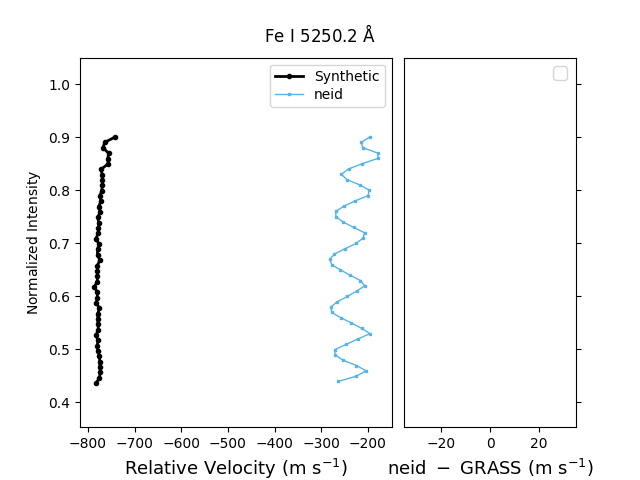 Fe I 5250.2 Å
Synthetic
neid
1.0
0.9
0.8
0.7
0.6
0.5
0.4
Normalized Intensity
−800 −700 −600 −500 −400 −300 −200
−20 0 20
Relative Velocity (m s⁻¹)
neid − GRASS (m s⁻¹)